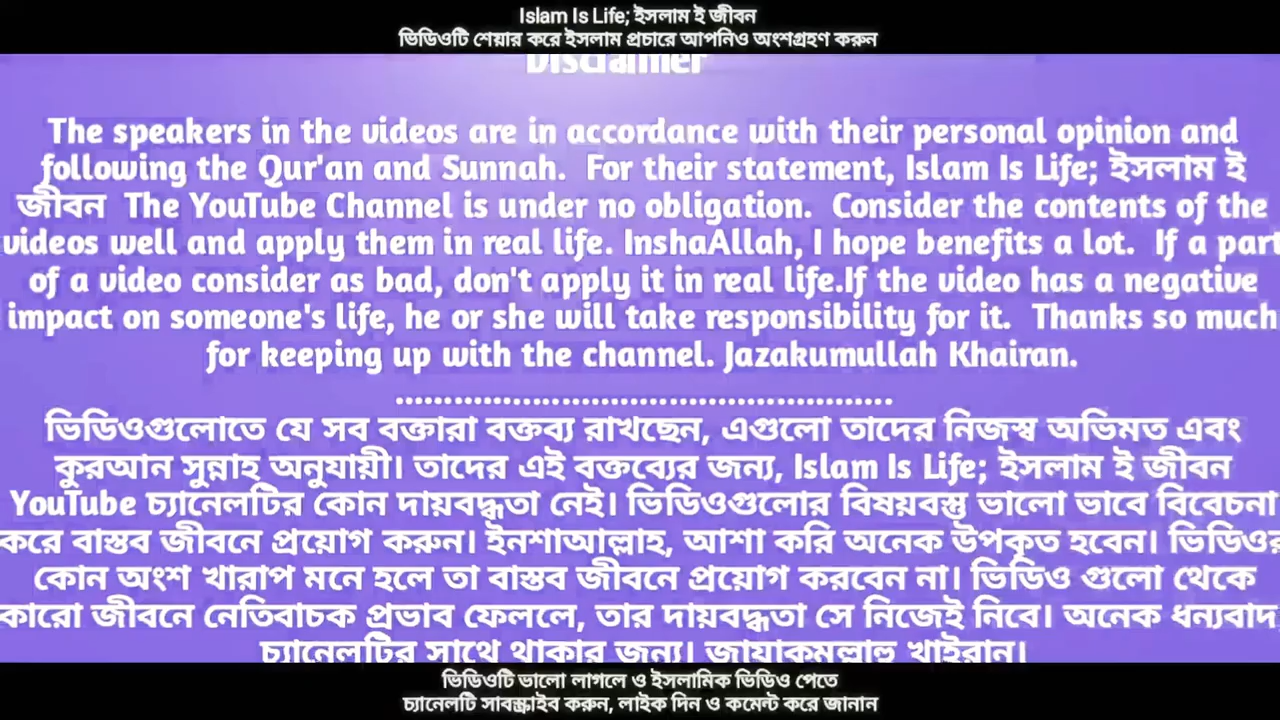 Islam Is Life; ইসলাম ই জীবন
ভিডিওটি শেয়ার করে ইসলাম প্রচারে আপনিও অংশগ্রহণ করুন
Disclaimer
The speakers in the videos are in accordance with their personal opinion and
following the Qur'an and Sunnah. For their statement, Islam Is Life; ইসলাম ই
জীবন The YouTube Channel is under no obligation. Consider the contents of the
videos well and apply them in real life. InshaAllah, I hope benefits a lot. If a part
of a video consider as bad, don't apply it in real life.If the video has a negative
impact on someone's life, he or she will take responsibility for it. Thanks so much
for keeping up with the channel. Jazakumullah Khairan.
..................................................
ভিডিওগুলোতে যে সব বক্তারা বক্তব্য রাখছেন, এগুলো তাদের নিজস্ব অভিমত এবং
কুরআন সুন্নাহ অনুযায়ী। তাদের এই বক্তব্যের জন্য, Islam Is Life; ইসলাম ই জীবন
YouTube চ্যানেলটির কোন দায়বদ্ধতা নেই। ভিডিওগুলোর বিষয়বস্তু ভালো ভাবে বিবেচনা
করে বাস্তব জীবনে প্রয়োগ করুন। ইনশাআল্লাহ, আশা করি অনেক উপকৃত হবেন। ভিডিওর
কোন অংশ খারাপ মনে হলে তা বাস্তব জীবনে প্রয়োগ করবেন না। ভিডিও গুলো থেকে
কারো জীবনে নেতিবাচক প্রভাব ফেললে, তার দায়বদ্ধতা সে নিজেই নিবে। অনেক ধন্যবাদ
চ্যানেলটির সাথে থাকার জন্য। জাযাকুমুল্লাহু খাইরান।
ভিডিওটি ভালো লাগলে ও ইসলামিক ভিডিও পেতে
চ্যানেলটি সাবস্ক্রাইব করুন, লাইক দিন ও কমেন্ট করে জানান